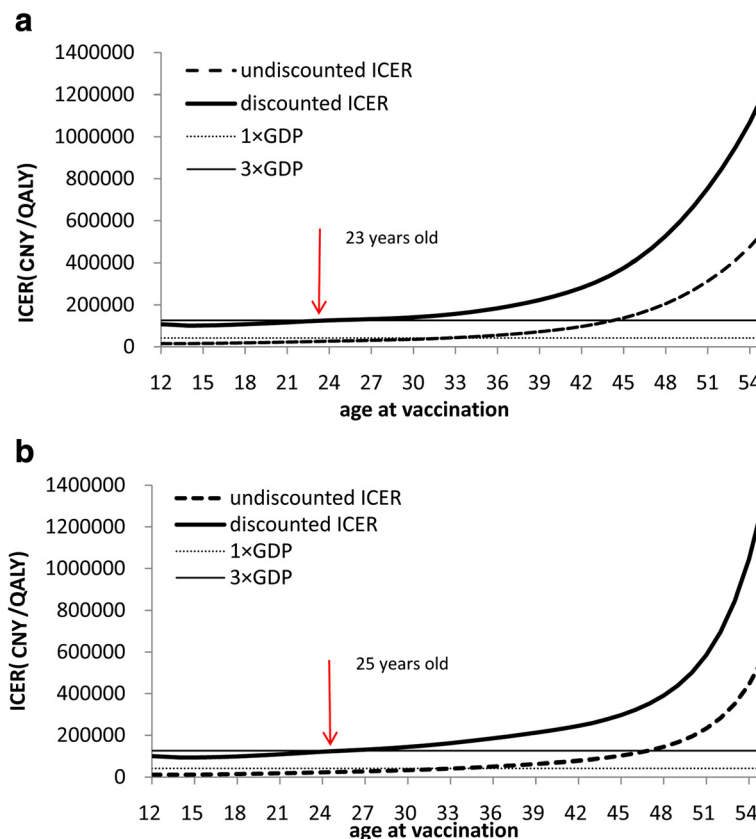 a
1400000
undiscounted ICER
1200000
discounted ICER
1×GDP
1000000
3×GDP
800000
600000
23 years old
400000
200000
0
ICER( CNY /QALY)
12 15 18 21 24 27 30 33 36 39 42 45 48 51 54
age at vaccination
b
1400000
undiscounted ICER
1200000
discounted ICER
1×GDP
1000000
3×GDP
800000
600000
25 years old
400000
200000
0
ICER( CNY /QALY)
12 15 18 21 24 27 30 33 36 39 42 45 48 51 54
age at vaccination